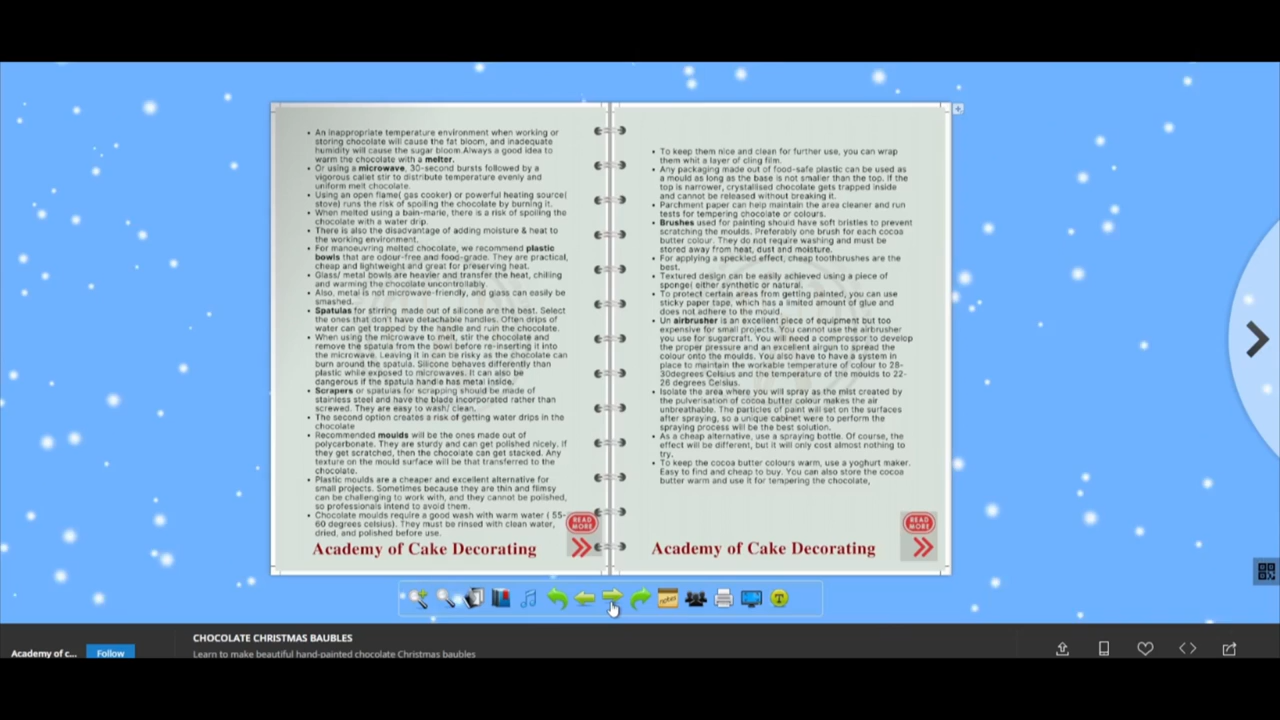 • An inappropriate temperature environment when working or
storing chocolate will cause the fat bloom, and inadequate
humidity will cause the sugar bloom.Always a good idea to
warm the chocolate with a melter.
• Or using a microwave, 30-second bursts followed by a
vigorous callet stir to distribute temperature evenly and
uniform melt chocolate.
• Using an open flame( gas cooker) or powerful heating source(
stove) runs the risk of spoiling the chocolate by burning it.
• When melted using a bain-marie, there is a risk of spoiling the
chocolate with a water drip.
• There is also the disadvantage of adding moisture & heat to
the working environment.
• For manoeuvring melted chocolate, we recommend plastic
bowls that are odour-free and food-grade. They are practical,
cheap and lightweight and great for preserving heat.
• Glass/ metal bowls are heavier and transfer the heat, chilling
and warming the chocolate uncontrollably.
• Also, metal is not microwave-friendly, and glass can easily be
smashed.
• Spatulas for stirring made out of silicone are the best. Select
the ones that don't have detachable handles. Often drips of
water can get trapped by the handle and ruin the chocolate.
• When using the microwave to melt, stir the chocolate and
remove the spatula from the bowl before re-inserting it into
the microwave. Leaving it in can be risky as the chocolate can
burn around the spatula. Silicone behaves differently than
plastic while exposed to microwaves. It can also be
dangerous if the spatula handle has metal inside.
• Scrapers or spatulas for scrapping should be made of
stainless steel and have the blade incorporated rather than
screwed. They are easy to wash/ clean.
• The second option creates a risk of getting water drips in the
chocolate
• Recommended moulds will be the ones made out of
polycarbonate. They are sturdy and can get polished nicely. If
they get scratched, then the chocolate can get stacked. Any
texture on the mould surface will be that transferred to the
chocolate.
• Plastic moulds are a cheaper and excellent alternative for
small projects. Sometimes because they are thin and flimsy
can be challenging to work with, and they cannot be polished,
so professionals intend to avoid them.
• Chocolate moulds require a good wash with warm water ( 55-
60 degrees celsius). They must be rinsed with clean water,
dried, and polished before use.
READ
MORE
Academy of Cake Decorating
• To keep them nice and clean for further use, you can wrap
them whit a layer of cling film.
• Any packaging made out of food-safe plastic can be used as
a mould as long as the base is not smaller than the top. If the
top is narrower, crystallised chocolate gets trapped inside
and cannot be released without breaking it.
• Parchment paper can help maintain the area cleaner and run
tests for tempering chocolate or colours.
• Brushes used for painting should have soft bristles to prevent
scratching the moulds. Preferably one brush for each cocoa
butter colour. They do not require washing and must be
stored away from heat, dust and moisture.
• For applying a speckled effect, cheap toothbrushes are the
best.
• Textured design can be easily achieved using a piece of
sponge( either synthetic or natural.
• To protect certain areas from getting painted, you can use
sticky paper tape, which has a limited amount of glue and
does not adhere to the mould.
• Un airbrusher is an excellent piece of equipment but too
expensive for small projects. You cannot use the airbrusher
you use for sugarcraft. You will need a compressor to develop
the proper pressure and an excellent airgun to spread the
colour onto the moulds. You also have to have a system in
place to maintain the workable temperature of colour to 28-
30degrees Celsius and the temperature of the moulds to 22-
26 degrees Celsius.
• Isolate the area where you will spray as the mist created by
the pulverisation of cocoa butter colour makes the air
unbreathable. The particles of paint will set on the surfaces
after spraying, so a unique cabinet were to perform the
spraying process will be the best solution.
• As a cheap alternative, use a spraying bottle. Of course, the
effect will be different, but it will only cost almost nothing to
try.
• To keep the cocoa butter colours warm, use a yoghurt maker.
Easy to find and cheap to buy. You can also store the cocoa
butter warm and use it for tempering the chocolate,
READ
MORE
Academy of Cake Decorating
notes
T
CHOCOLATE CHRISTMAS BAUBLES
Academy of c... Follow
Learn to make beautiful hand-painted chocolate Christmas baubles